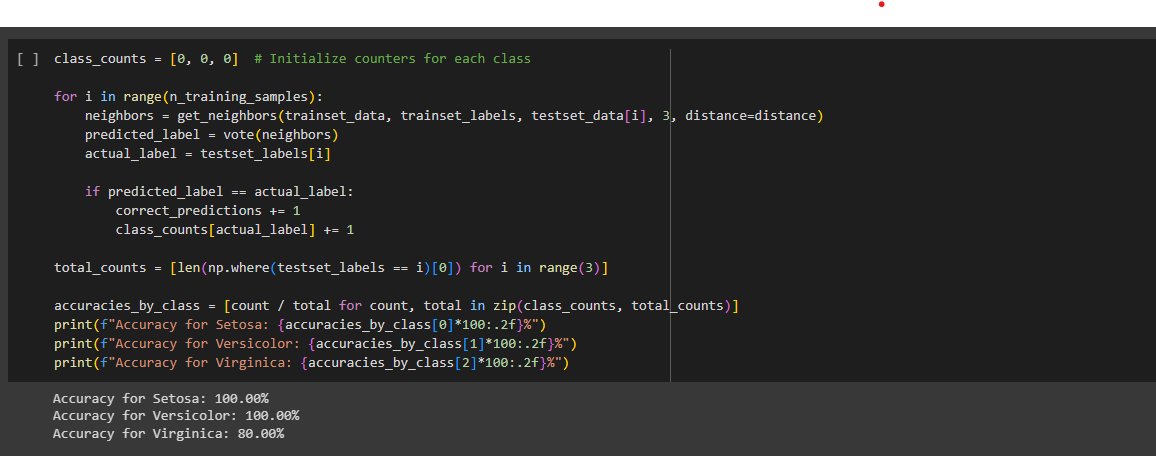 [ ] class_counts = [0, 0, 0]  # Initialize counters for each class
for i in range(n_training_samples):
    neighbors = get_neighbors(trainset_data, trainset_labels, testset_data[i], 3, distance=distance)
    predicted_label = vote(neighbors)
    actual_label = testset_labels[i]
    if predicted_label == actual_label:
        correct_predictions += 1
        class_counts[actual_label] += 1
total_counts = [len(np.where(testset_labels == i)[0]) for i in range(3)]
accuracies_by_class = [count / total for count, total in zip(class_counts, total_counts)]
print(f"Accuracy for Setosa: {accuracies_by_class[0]*100:.2f}%")
print(f"Accuracy for Versicolor: {accuracies_by_class[1]*100:.2f}%")
print(f"Accuracy for Virginica: {accuracies_by_class[2]*100:.2f}%")
Accuracy for Setosa: 100.00%
Accuracy for Versicolor: 100.00%
Accuracy for Virginica: 80.00%